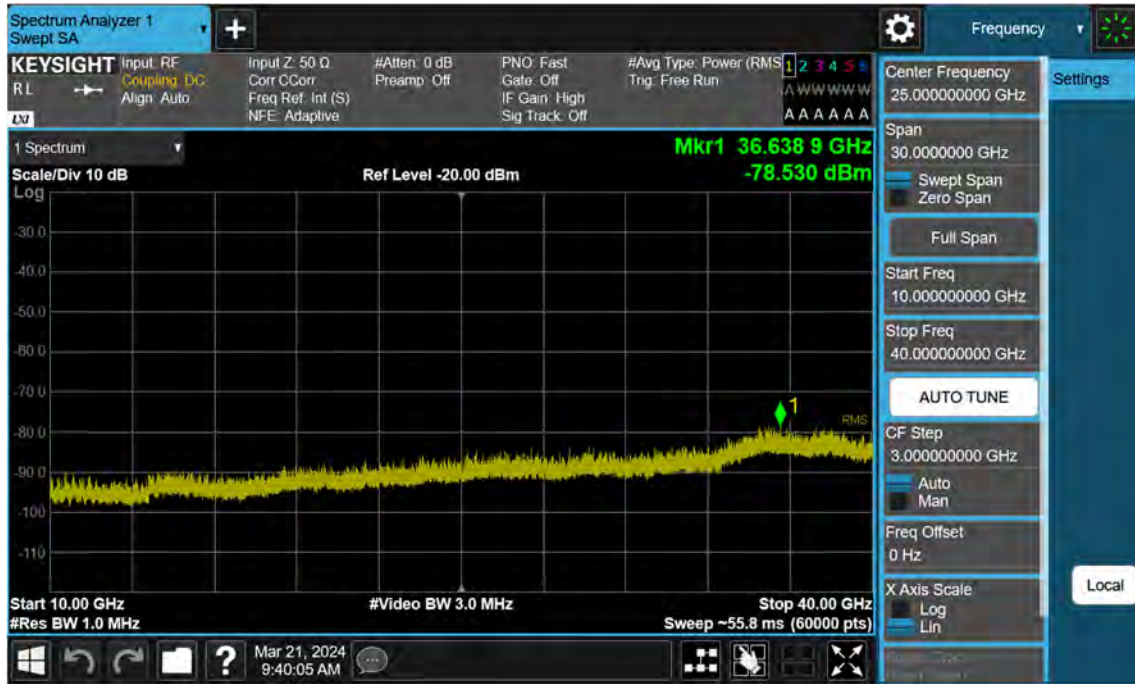 Spectrum Analyzer 1
Swept SA
+
Frequency
KEYSIGHT
RL
LXI
Input: RF
Coupling: DC
Align: Auto
Input Z: 50 Ω
Corr CCorr
Freq Ref: Int (S)
NFE: Adaptive
#Atten: 0 dB
Preamp: Off
PNO: Fast
Gate: Off
IF Gain: High
Sig Track: Off
#Avg Type: Power (RMS
Trig: Free Run
1 2 3 4 5 6
A W W W W W
A A A A A A
Center Frequency
25.000000000 GHz
Settings
Span
30.0000000 GHz
Swept Span
Zero Span
Full Span
Start Freq
10.000000000 GHz
Stop Freq
40.000000000 GHz
AUTO TUNE
CF Step
3.000000000 GHz
Auto
Man
Freq Offset
0 Hz
X Axis Scale
Log
Lin
Local
1 Spectrum
Scale/Div 10 dB
Ref Level -20.00 dBm
Mkr1 36.638 9 GHz
-78.530 dBm
Log
-30.0
-40.0
-50.0
-60.0
-70.0
-80.0
-90.0
-100
-110
1
RMS
Start 10.00 GHz
#Video BW 3.0 MHz
Stop 40.00 GHz
#Res BW 1.0 MHz
Sweep ~55.8 ms (60000 pts)
?
Mar 21, 2024
9:40:05 AM